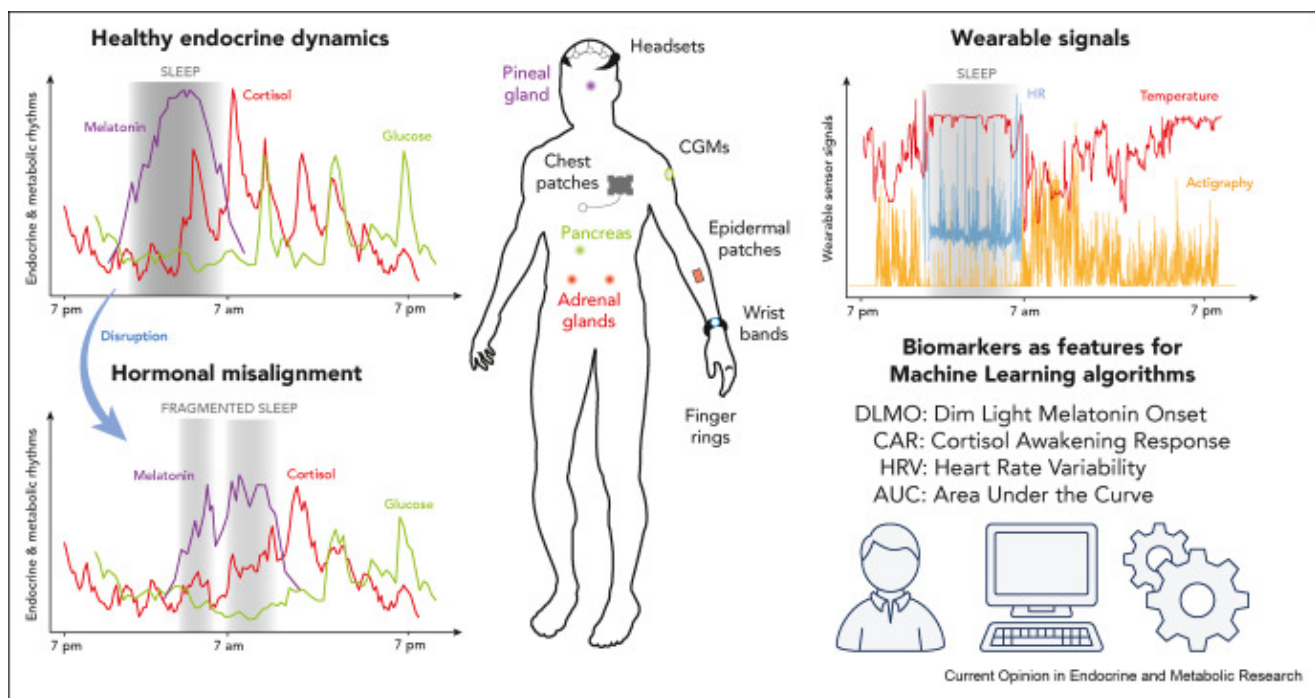 Healthy endocrine dynamics
SLEEP
Melatonin
Cortisol
Glucose
Endocrine & metabolic rhythms
7 pm
7 am
7 pm
Disruption
Hormonal misalignment
FRAGMENTED SLEEP
Melatonin
Cortisol
Glucose
Endocrine & metabolic rhythms
7 pm
7 am
7 pm
Headsets
Pineal
gland
CGMs
Chest
patches
Pancreas
Epidermal
patches
Adrenal
glands
Wrist
bands
Finger
rings
Wearable signals
SLEEP
HR
Temperature
Actigraphy
Wearable sensor signals
7 pm
7 am
7 pm
Biomarkers as features for
Machine Learning algorithms
DLMO: Dim Light Melatonin Onset
CAR: Cortisol Awakening Response
HRV: Heart Rate Variability
AUC: Area Under the Curve
Current Opinion in Endocrine and Metabolic Research